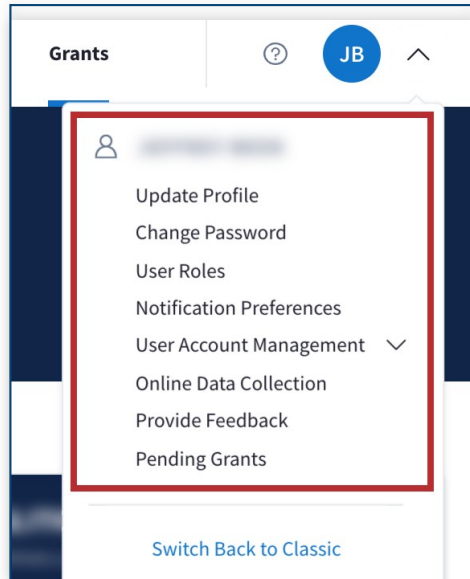 Grants
JB
Update Profile
Change Password
User Roles
Notification Preferences
User Account Management
Online Data Collection
Provide Feedback
Pending Grants
Switch Back to Classic